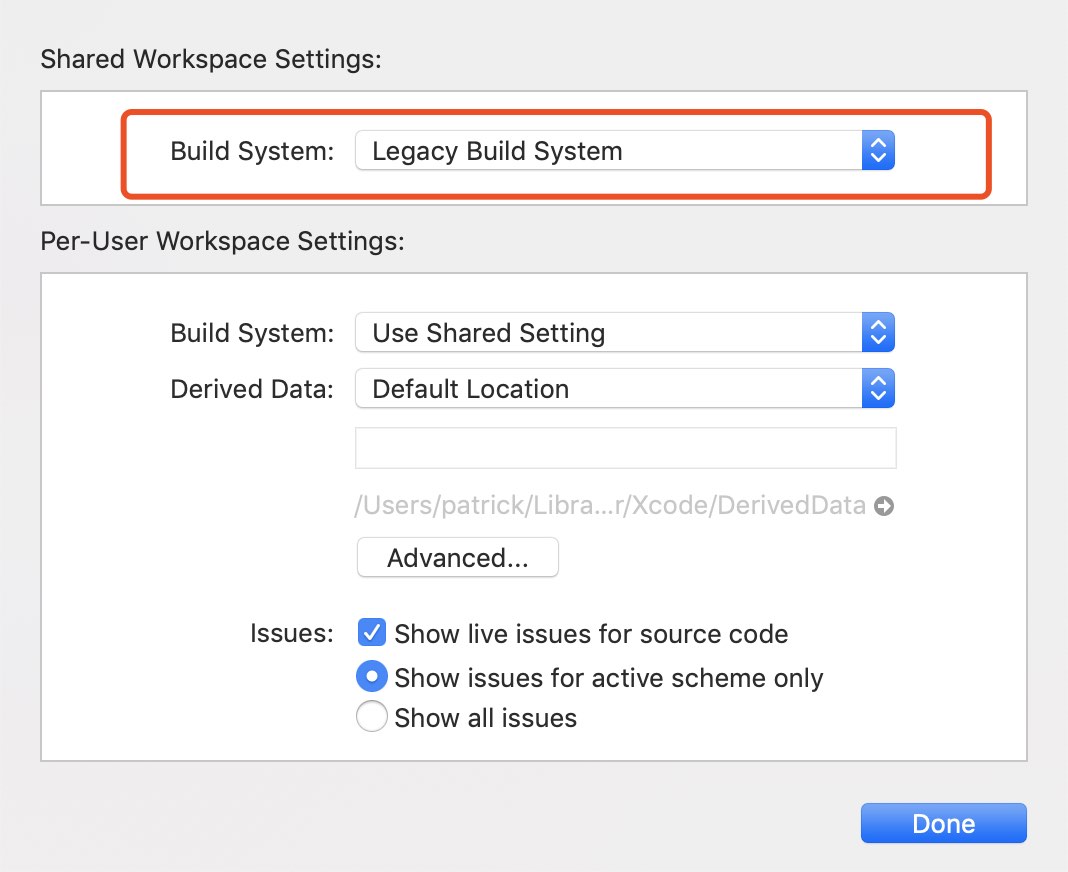 Shared Workspace Settings:
Build System: Legacy Build System
Per-User Workspace Settings:
Build System: Use Shared Setting
Derived Data: Default Location
/Users/patrick/Libra...r/Xcode/DerivedData
Advanced...
Issues: Show live issues for source code
Show issues for active scheme only
Show all issues
Done